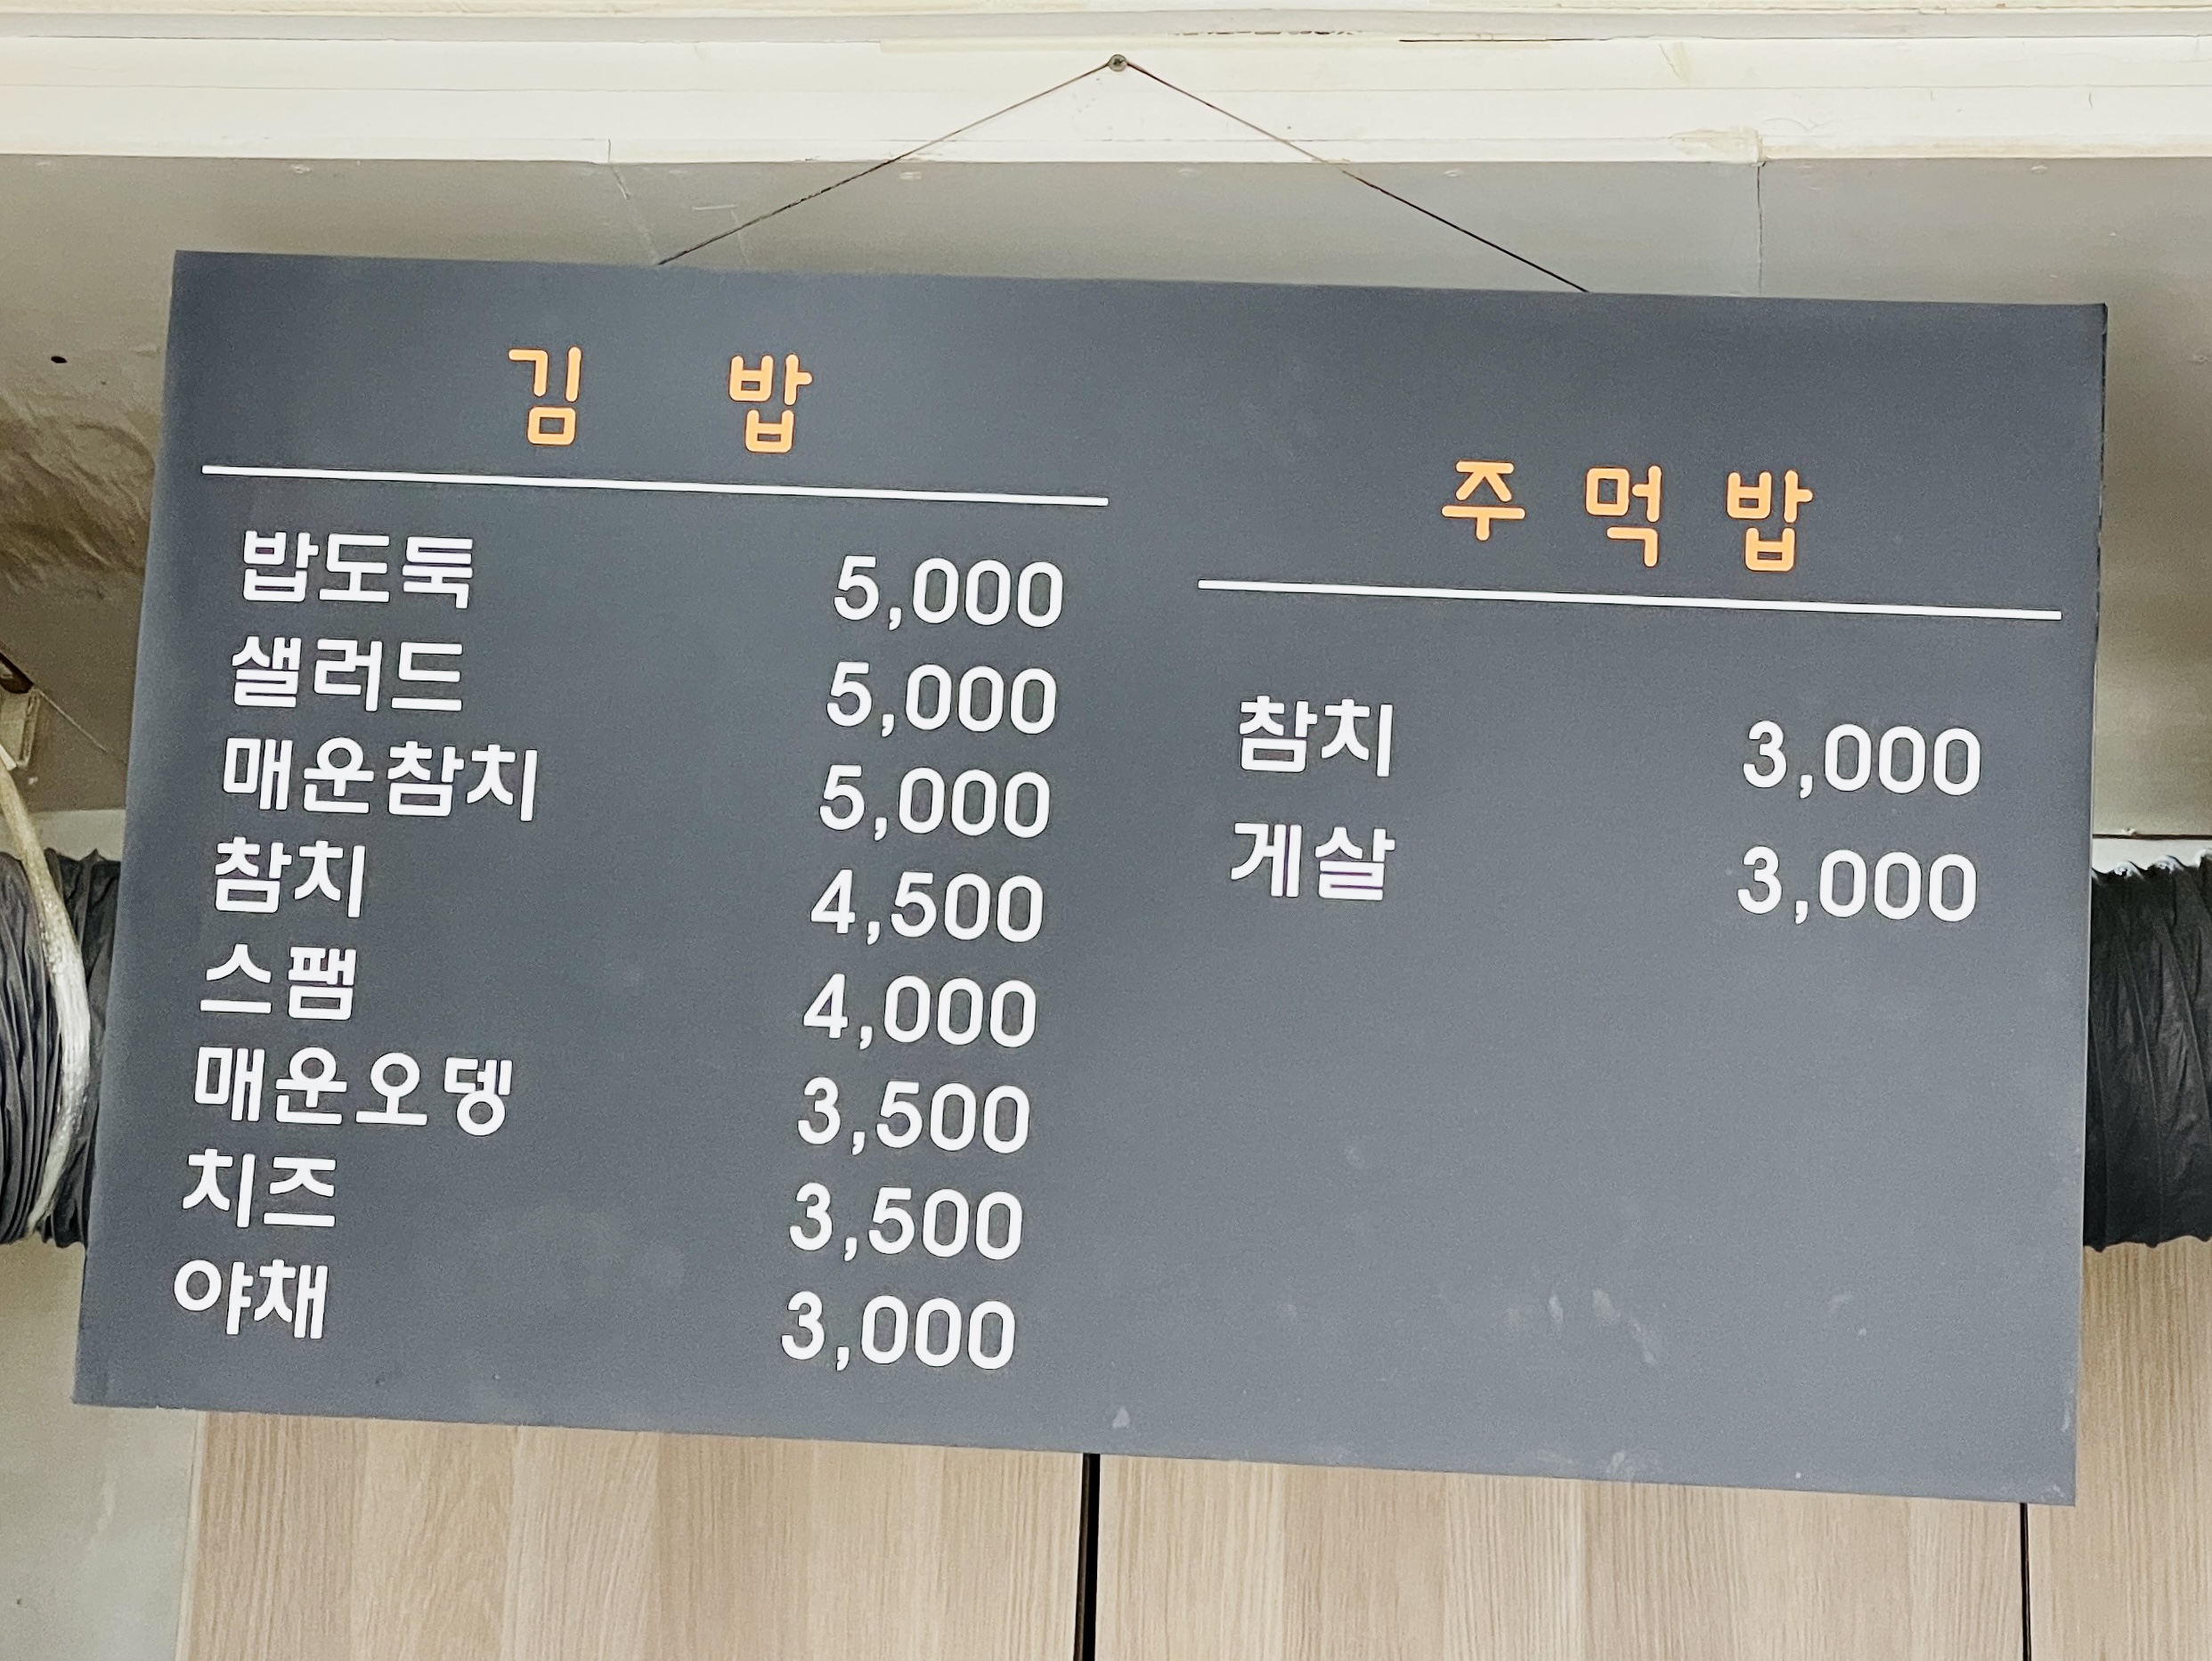 김 밥
밥도둑 5,000
샐러드 5,000
매운참치 5,000
참치 4,500
스팸 4,000
매운오뎅 3,500
치즈 3,500
야채 3,000
주먹밥
참치 3,000
게살 3,000